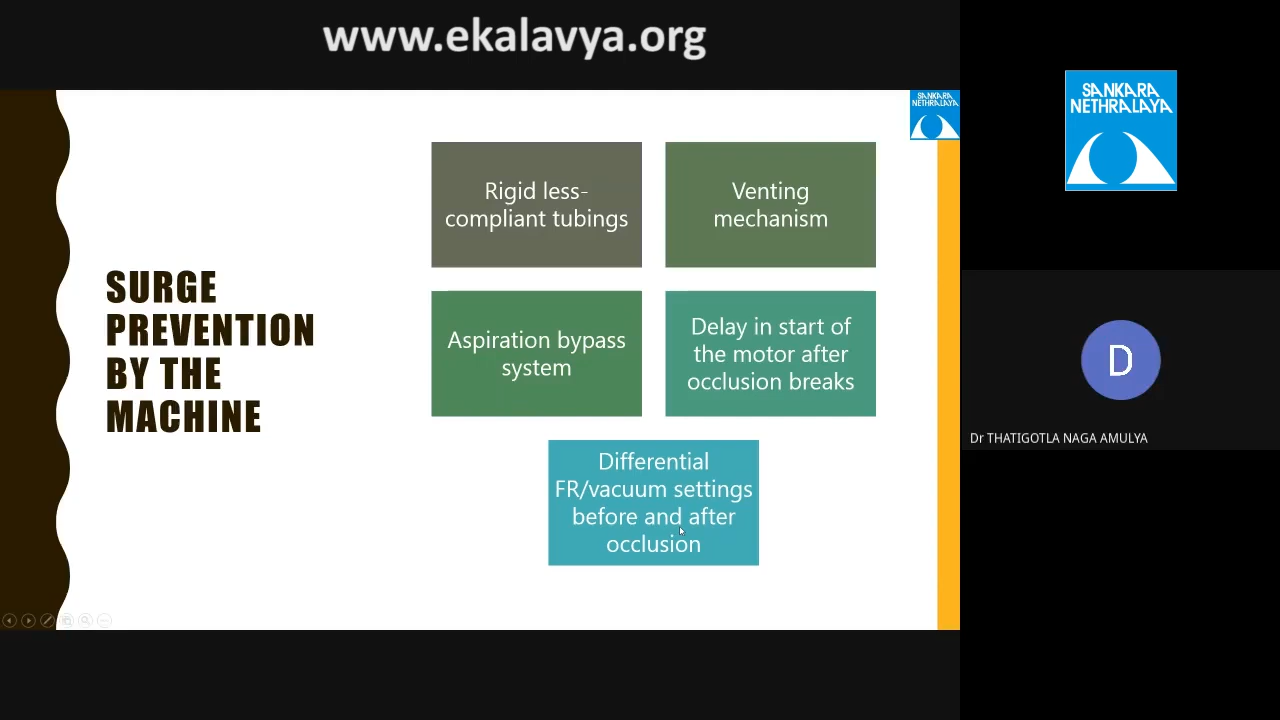 www.ekalavya.org
SANKARA
NETHRALAYA
SURGE
PREVENTION
BY THE
MACHINE
Rigid less-
compliant tubings
Venting
mechanism
Aspiration bypass
system
Delay in start of
the motor after
occlusion breaks
Differential
FR/vacuum settings
before and after
occlusion
SANKARA
NETHRALAYA
D
Dr THATIGOTLA NAGA AMULYA